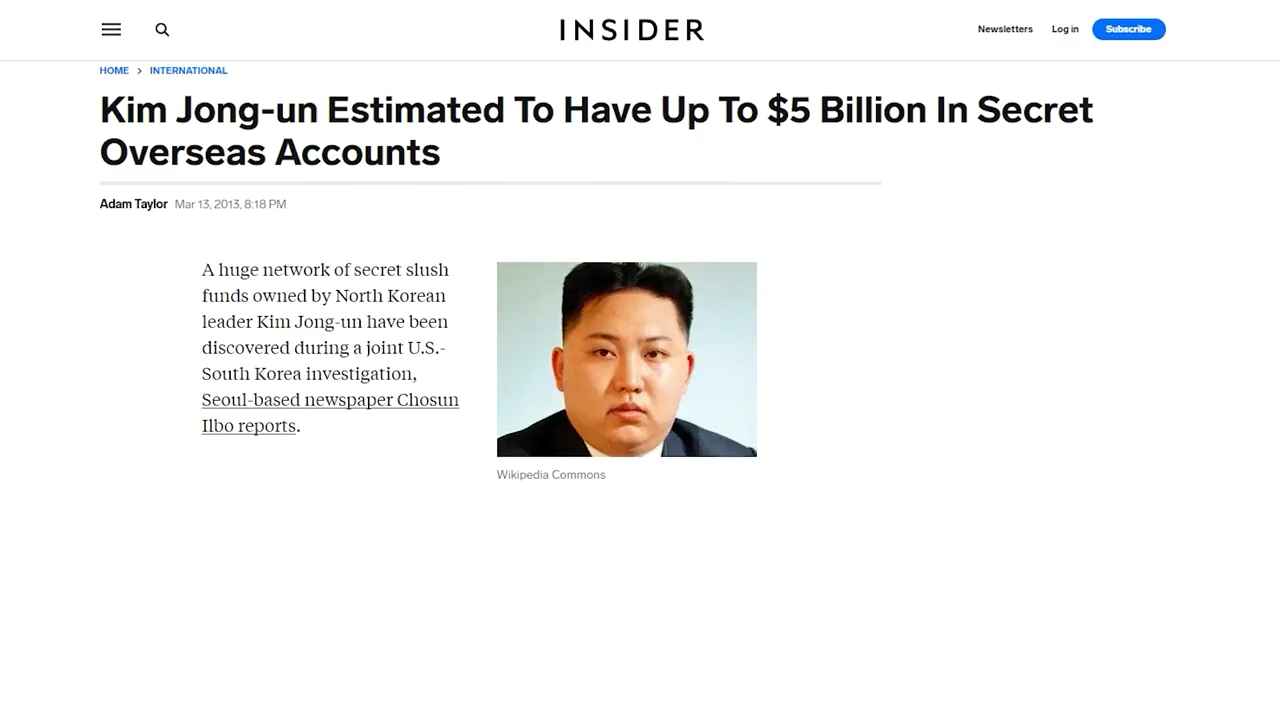 INSIDER
Newsletters
Log in
Subscribe
HOME > INTERNATIONAL
Kim Jong-un Estimated To Have Up To $5 Billion In Secret
Overseas Accounts
Adam Taylor Mar 13, 2013, 8:18 PM
A huge network of secret slush
funds owned by North Korean
leader Kim Jong-un have been
discovered during a joint U.S.-
South Korea investigation,
Seoul-based newspaper Chosun
Ilbo reports.
Wikipedia Commons